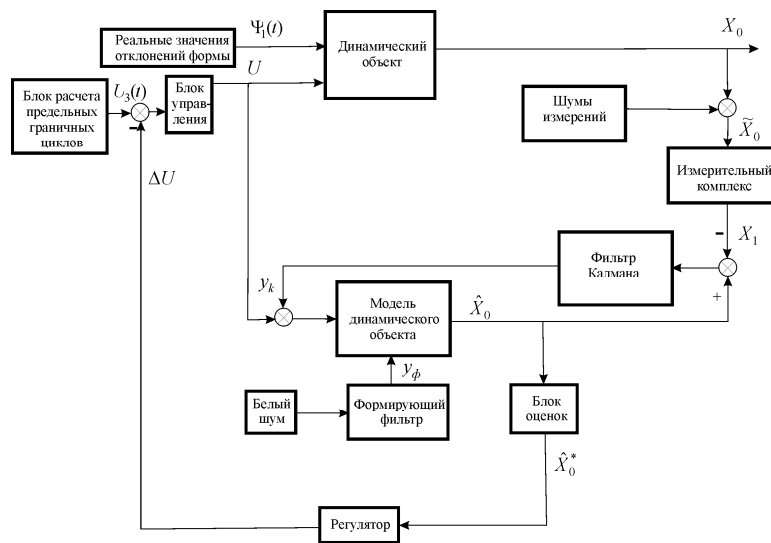 Ψ₁(t)
X₀
Реальные значения
отклонений формы
Динамический
объект
U
U₃(t)
Блок
управ-
ления
Блок расчета
предельных
граничных
циклов
-
Шумы
измерений
X̃₀
ΔU
Измерительный
комплекс
- X₁
Фильтр
Калмана
yₖ
+
Модель
динамического
объекта
X̂₀
y_ф
Белый
шум
Формирующий
фильтр
Блок
оценок
X̂₀*
Регулятор